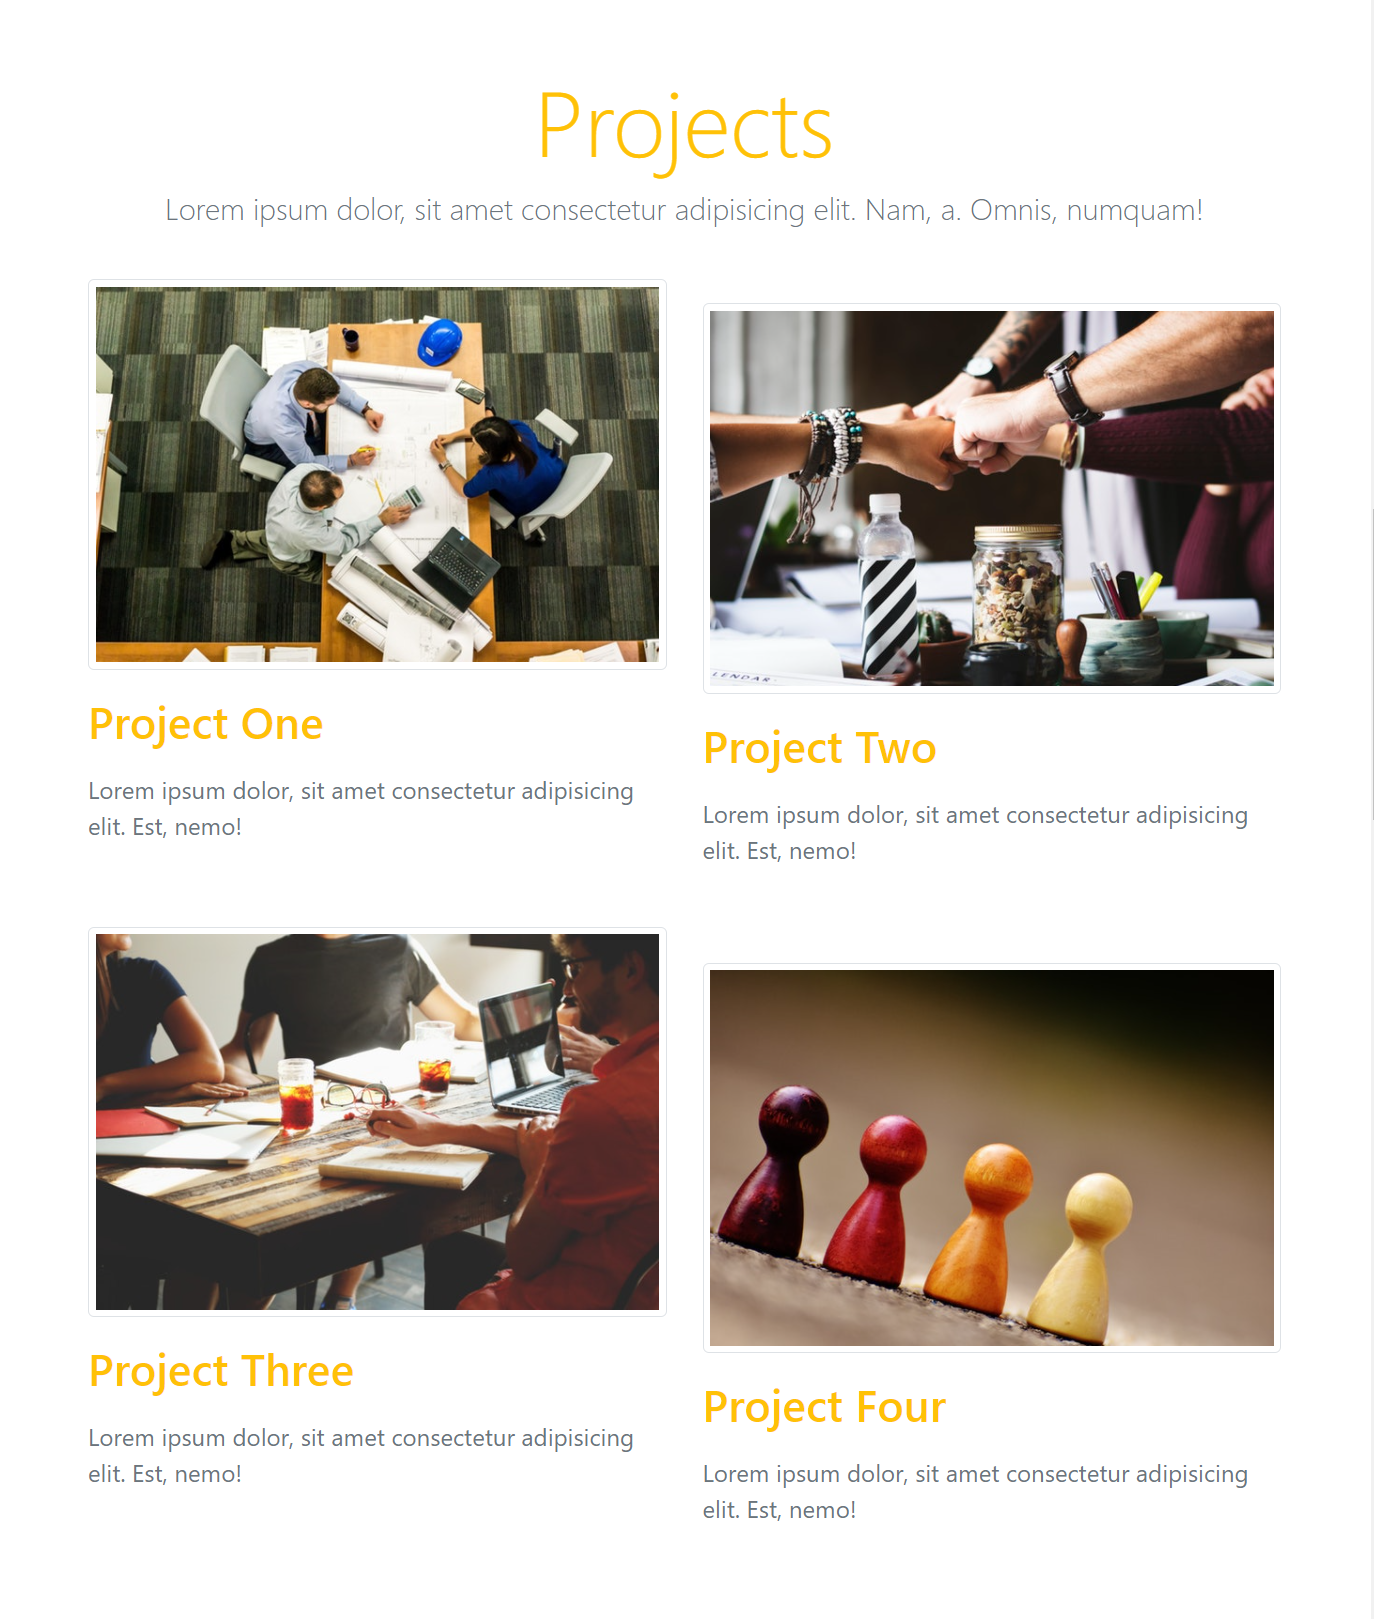 Projects
Lorem ipsum dolor, sit amet consectetur adipisicing elit. Nam, a. Omnis, numquam!
LENDAR
Project One
Lorem ipsum dolor, sit amet consectetur adipisicing
elit. Est, nemo!
Project Two
Lorem ipsum dolor, sit amet consectetur adipisicing
elit. Est, nemo!
Project Three
Lorem ipsum dolor, sit amet consectetur adipisicing
elit. Est, nemo!
Project Four
Lorem ipsum dolor, sit amet consectetur adipisicing
elit. Est, nemo!